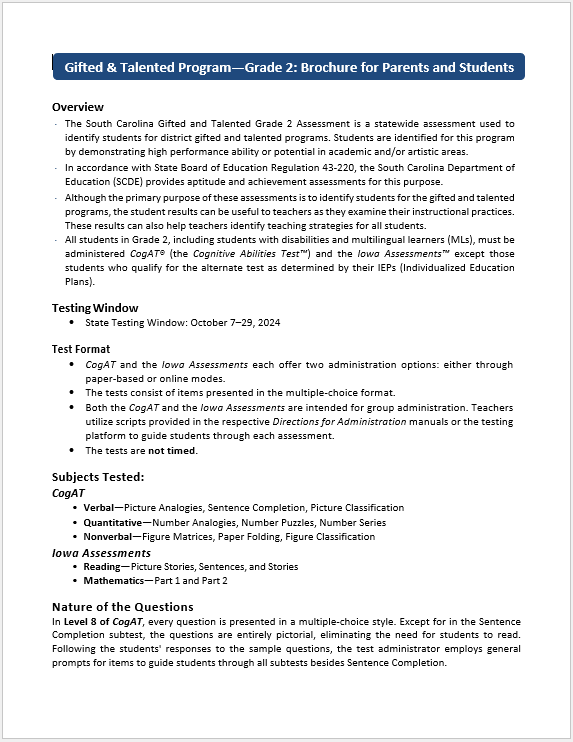 Gifted & Talented Program—Grade 2: Brochure for Parents and Students
Overview
· The South Carolina Gifted and Talented Grade 2 Assessment is a statewide assessment used to
identify students for district gifted and talented programs. Students are identified for this program
by demonstrating high performance ability or potential in academic and/or artistic areas.
· In accordance with State Board of Education Regulation 43-220, the South Carolina Department of
Education (SCDE) provides aptitude and achievement assessments for this purpose.
· Although the primary purpose of these assessments is to identify students for the gifted and talented
programs, the student results can be useful to teachers as they examine their instructional practices.
These results can also help teachers identify teaching strategies for all students.
· All students in Grade 2, including students with disabilities and multilingual learners (MLs), must be
administered CogAT® (the Cognitive Abilities Test™) and the Iowa Assessments™ except those
students who qualify for the alternate test as determined by their IEPs (Individualized Education
Plans).
Testing Window
• State Testing Window: October 7–29, 2024
Test Format
• CogAT and the Iowa Assessments each offer two administration options: either through
paper-based or online modes.
• The tests consist of items presented in the multiple-choice format.
• Both the CogAT and the Iowa Assessments are intended for group administration. Teachers
utilize scripts provided in the respective Directions for Administration manuals or the testing
platform to guide students through each assessment.
• The tests are not timed.
Subjects Tested:
CogAT
• Verbal—Picture Analogies, Sentence Completion, Picture Classification
• Quantitative—Number Analogies, Number Puzzles, Number Series
• Nonverbal—Figure Matrices, Paper Folding, Figure Classification
Iowa Assessments
• Reading—Picture Stories, Sentences, and Stories
• Mathematics—Part 1 and Part 2
Nature of the Questions
In Level 8 of CogAT, every question is presented in a multiple-choice style. Except for in the Sentence
Completion subtest, the questions are entirely pictorial, eliminating the need for students to read.
Following the students' responses to the sample questions, the test administrator employs general
prompts for items to guide students through all subtests besides Sentence Completion.